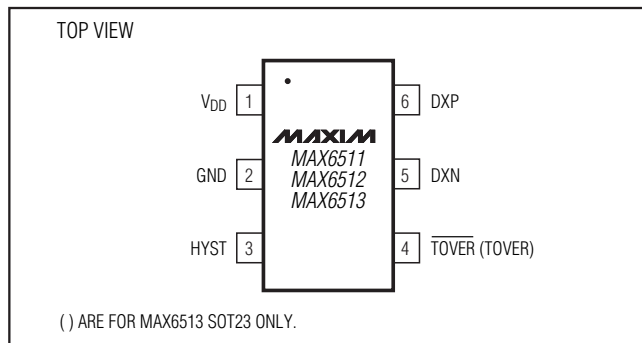 TOP VIEW
VDD 1
6 DXP
MAXIM
MAX6511
MAX6512
MAX6513
GND 2
5 DXN
HYST 3
4 TOVER (TOVER)
( ) ARE FOR MAX6513 SOT23 ONLY.